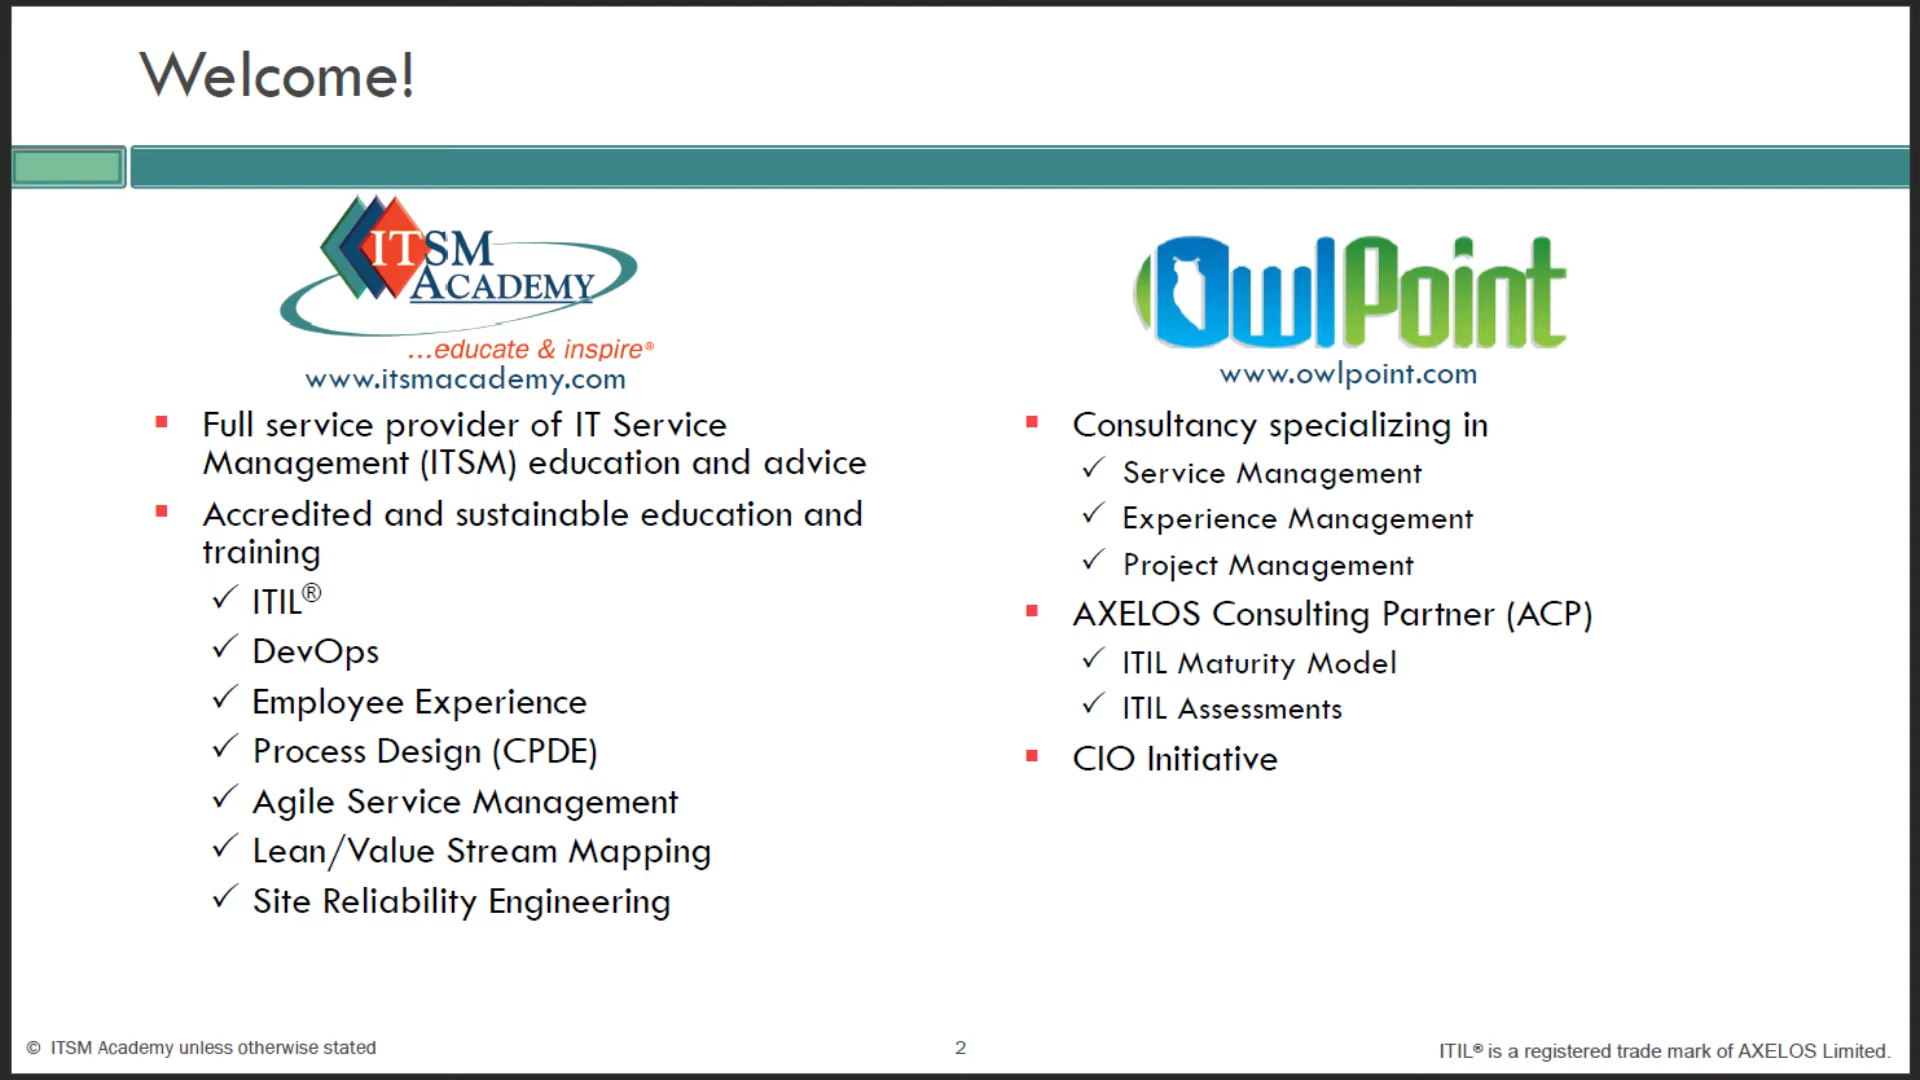 Welcome!
ITSM
ACADEMY
...educate & inspire®
www.itsmacademy.com
Full service provider of IT Service
Management (ITSM) education and advice
Accredited and sustainable education and
training
ITIL®
DevOps
Employee Experience
Process Design (CPDE)
Agile Service Management
Lean/Value Stream Mapping
Site Reliability Engineering
OwlPoint
www.owlpoint.com
Consultancy specializing in
Service Management
Experience Management
Project Management
AXELOS Consulting Partner (ACP)
ITIL Maturity Model
ITIL Assessments
CIO Initiative
© ITSM Academy unless otherwise stated
2
ITIL® is a registered trade mark of AXELOS Limited.